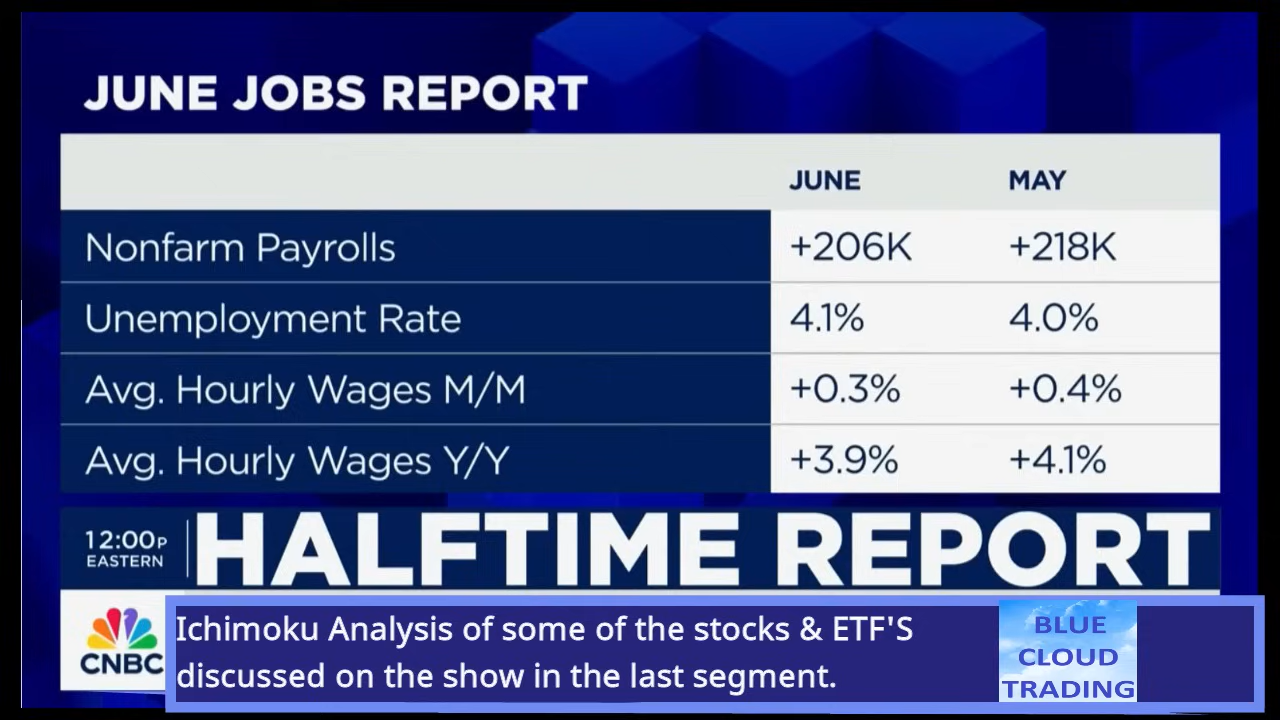 JUNE JOBS REPORT
JUNE MAY
Nonfarm Payrolls +206K +218K
Unemployment Rate 4.1% 4.0%
Avg. Hourly Wages M/M +0.3% +0.4%
Avg. Hourly Wages Y/Y +3.9% +4.1%
12:00P
EASTERN
HALFTIME REPORT
CNBC
Ichimoku Analysis of some of the stocks & ETF'S
discussed on the show in the last segment.
BLUE
CLOUD
TRADING